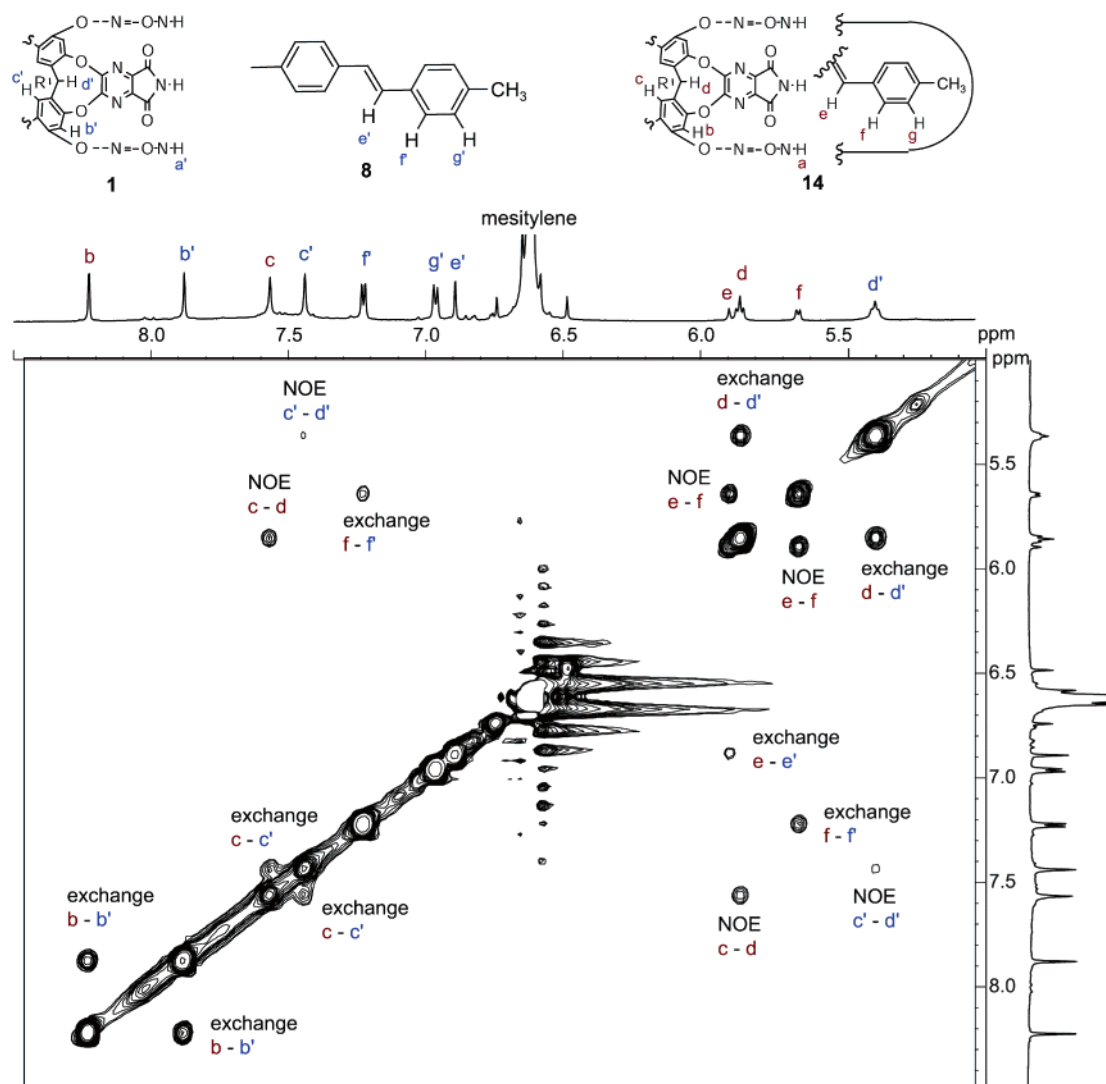 O --N=-O-N-H
c' R' H d' O N O
N N-H
H O N O
b'
O --N=-O-N-H
a'
1
CH3
H H H
e' f' g'
8
O --N=-O-N-H
c R' H d O N O
N N-H
H O N O
b
H H H
e f g
O --N=-O-N-H
a
14
mesitylene
b b' c c' f' g' e' e d f d'
8.0 7.5 7.0 6.5 6.0 5.5 ppm
ppm
NOE
c' - d'
exchange
d - d'
5.5
NOE
c - d
exchange
f - f'
NOE
e - f
6.0
NOE
e - f
exchange
d - d'
6.5
exchange
e - e'
7.0
exchange
c - c'
exchange
f - f'
7.5
exchange
b - b'
exchange
c - c'
NOE
c - d
NOE
c' - d'
8.0
exchange
b - b'